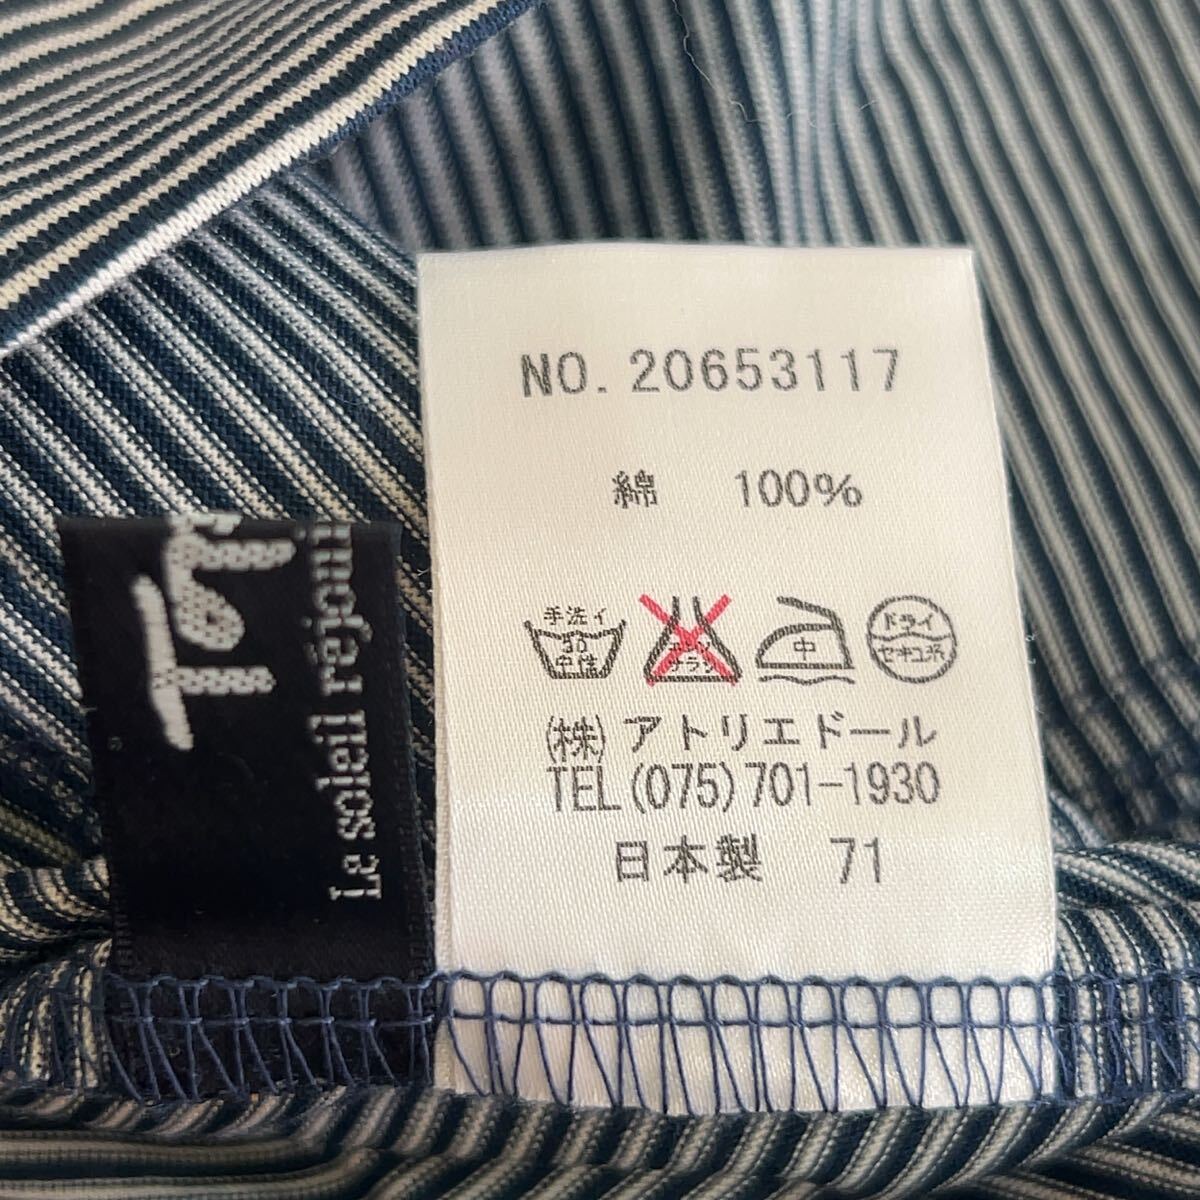 NO. 20653117
綿 100%
手洗イ
30
中性
エンソ
サラシ
中
ドライ
セキユ系
(株) アトリエドール
TEL (075) 701-1930
日本製 71
Le soleil réjoui